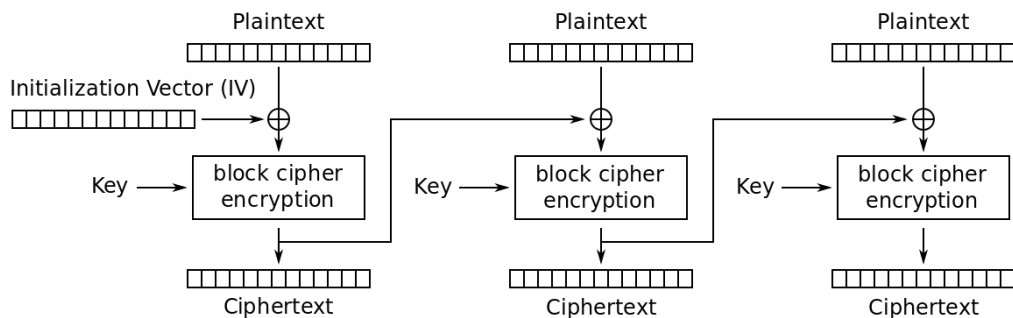 Plaintext
Plaintext
Plaintext
Initialization Vector (IV)
Key
block cipher
encryption
Key
block cipher
encryption
Key
block cipher
encryption
Ciphertext
Ciphertext
Ciphertext